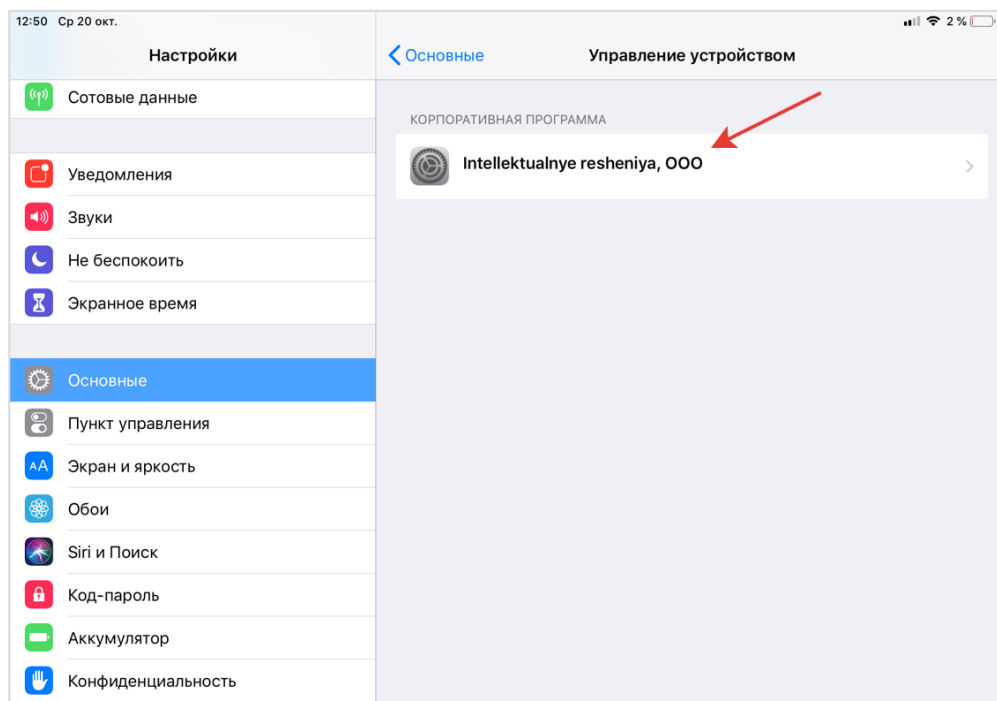 12:50 Ср 20 окт.
2 %
Настройки
Основные
Управление устройством
Сотовые данные
КОРПОРАТИВНАЯ ПРОГРАММА
Intellektualnye resheniya, OOO
Уведомления
Звуки
Не беспокоить
Экранное время
Основные
Пункт управления
AA
Экран и яркость
Обои
Siri и Поиск
Код-пароль
Аккумулятор
Конфиденциальность